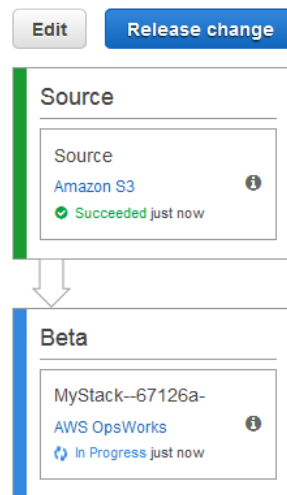 Edit
Release change
Source
Source
Amazon S3
Succeeded just now
Beta
MyStack--67126a-
AWS OpsWorks
In Progress just now